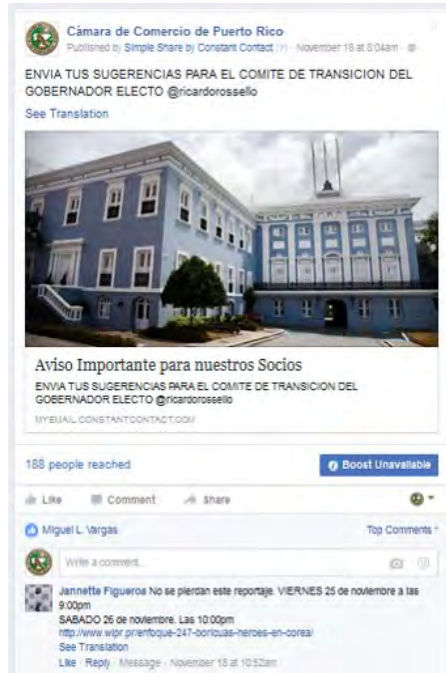 Cámara de Comercio de Puerto Rico
Published by Simple Share by Constant Contact [?] · November 18 at 8:04am ·
ENVIA TUS SUGERENCIAS PARA EL COMITE DE TRANSICION DEL
GOBERNADOR ELECTO @ricardorossello
See Translation
Aviso Importante para nuestros Socios
ENVIA TUS SUGERENCIAS PARA EL COMITE DE TRANSICION DEL
GOBERNADOR ELECTO @ricardorossello
MYEMAIL.CONSTANTCONTACT.COM
188 people reached
Boost Unavailable
Like Comment Share
Miguel L. Vargas
Top Comments
Write a comment...
Jannette Figueroa No se pierdan este reportaje. VIERNES 25 de noviembre a las
9:00pm
SABADO 26 de noviembre. Las 10:00pm
http://www.wipr.pr/enfoque-247-boricuas-heroes-en-corea/
See Translation
Like · Reply · Message · November 18 at 10:52am